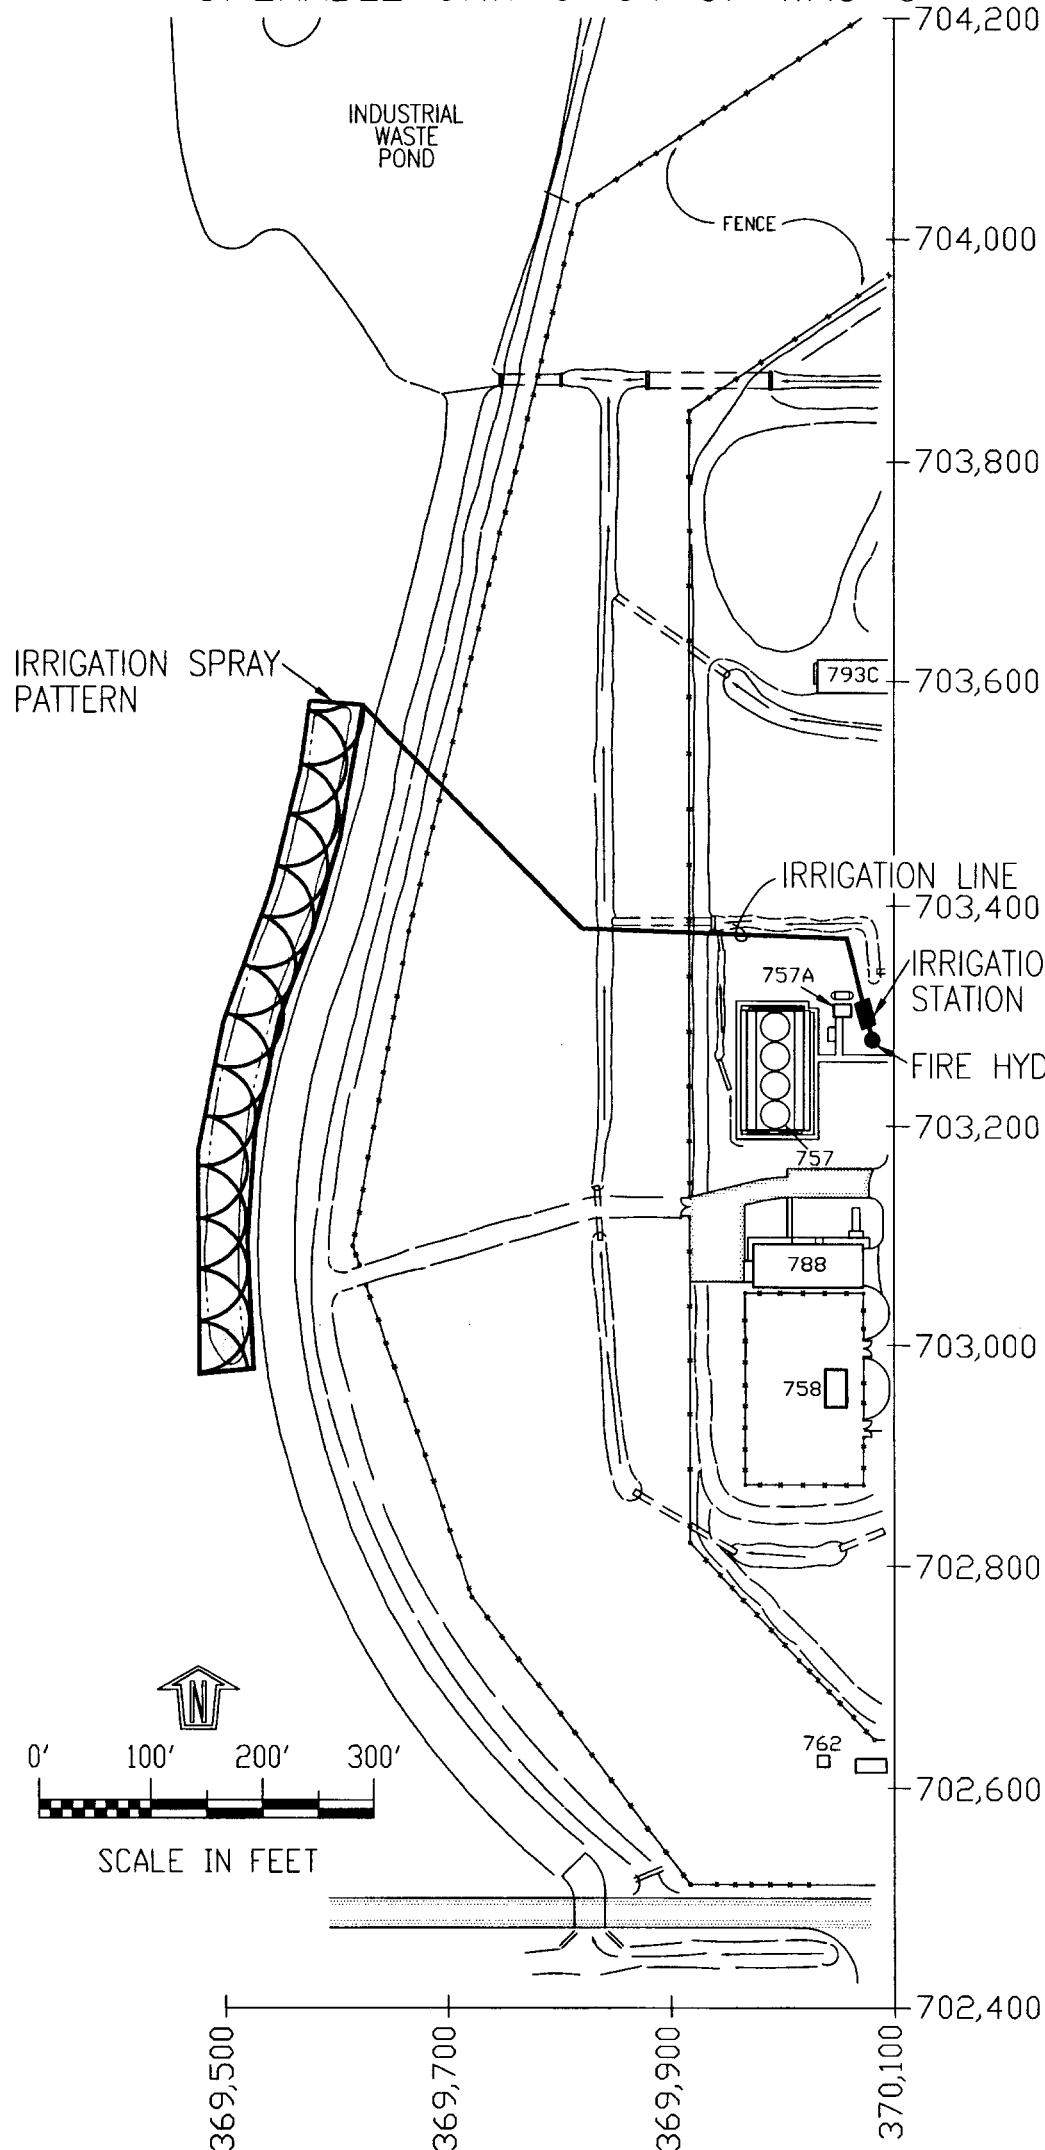 704,200
INDUSTRIAL
WASTE
POND
FENCE
704,000
703,800
IRRIGATION SPRAY
PATTERN
793C
703,600
IRRIGATION LINE
703,400
757A
IRRIGATIO
STATION
FIRE HYD
703,200
757
788
703,000
758
702,800
N
762
0' 100' 200' 300'
702,600
SCALE IN FEET
702,400
369,500
369,700
369,900
370,100